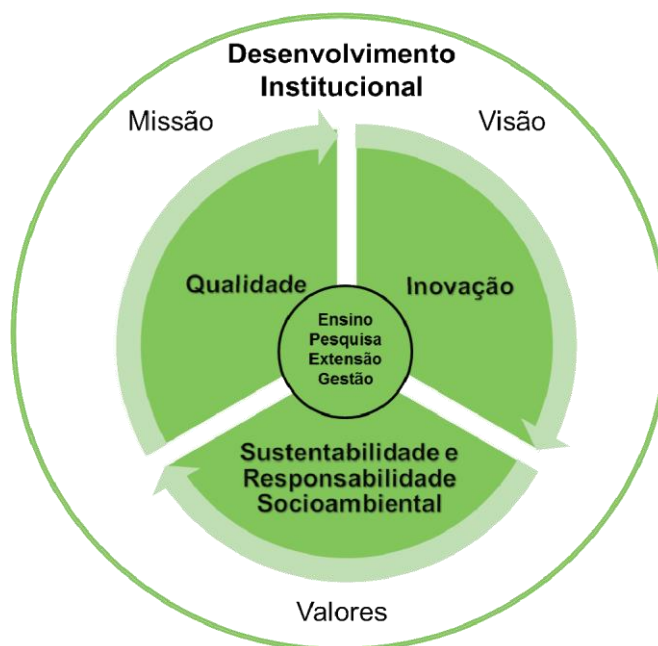 Desenvolvimento
Institucional
Missão
Visão
Qualidade
Inovação
Ensino
Pesquisa
Extensão
Gestão
Sustentabilidade e
Responsabilidade
Socioambiental
Valores